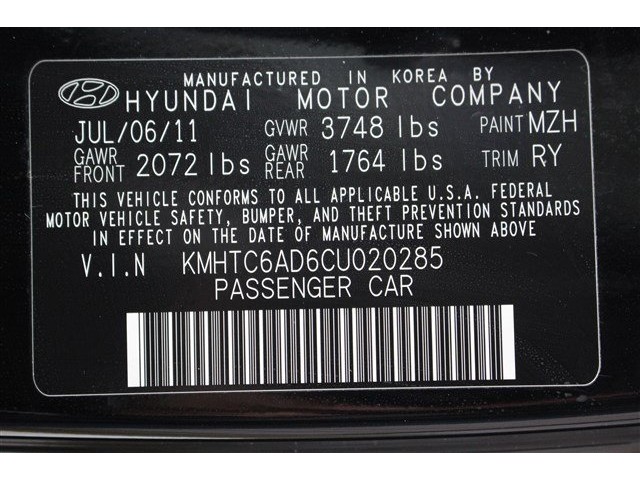 MANUFACTURED IN KOREA BY
HYUNDAI MOTOR COMPANY
JUL/06/11 GVWR 3748 lbs PAINT MZH
GAWR FRONT 2072 lbs GAWR REAR 1764 lbs TRIM RY
THIS VEHICLE CONFORMS TO ALL APPLICABLE U.S.A. FEDERAL
MOTOR VEHICLE SAFETY, BUMPER, AND THEFT PREVENTION STANDARDS
IN EFFECT ON THE DATE OF MANUFACTURE SHOWN ABOVE
V.I.N KMHTC6AD6CU020285
PASSENGER CAR